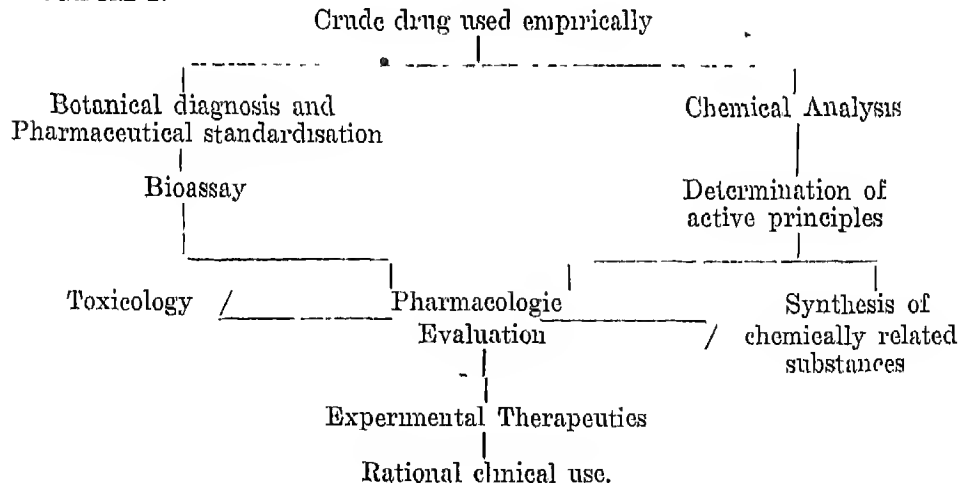 Crude drug used empirically
Botanical diagnosis and
Pharmaceutical standardisation
Chemical Analysis
Bioassay
Determination of
active principles
Toxicology
Pharmacologic
Evaluation
Synthesis of
chemically related
substances
Experimental Therapeutics
Rational clinical use.